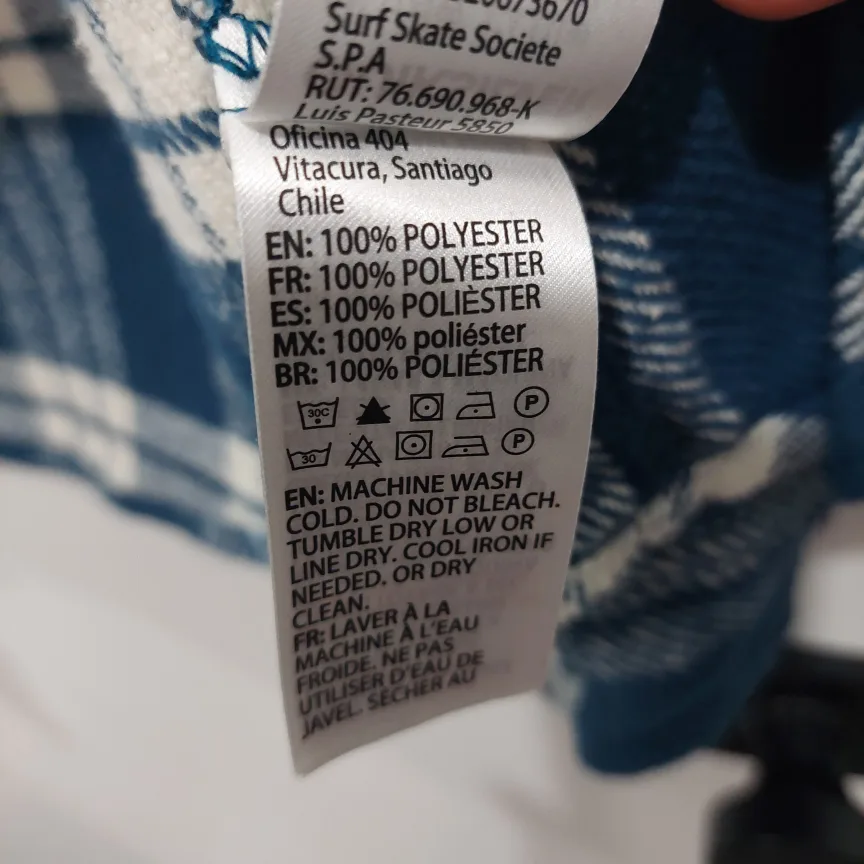 Surf Skate Societe
S.P.A
RUT: 76.690.968-K
Luis Pasteur 5850
Oficina 404
Vitacura, Santiago
Chile
EN: 100% POLYESTER
FR: 100% POLYESTER
ES: 100% POLIÈSTER
MX: 100% poliéster
BR: 100% POLIÉSTER
30C P
30 P
EN: MACHINE WASH
COLD. DO NOT BLEACH.
TUMBLE DRY LOW OR
LINE DRY. COOL IRON IF
NEEDED. OR DRY
CLEAN.
FR: LAVER À LA
MACHINE À L'EAU
FROIDE. NE PAS
UTILISER D'EAU DE
JAVEL. SÉCHER AU